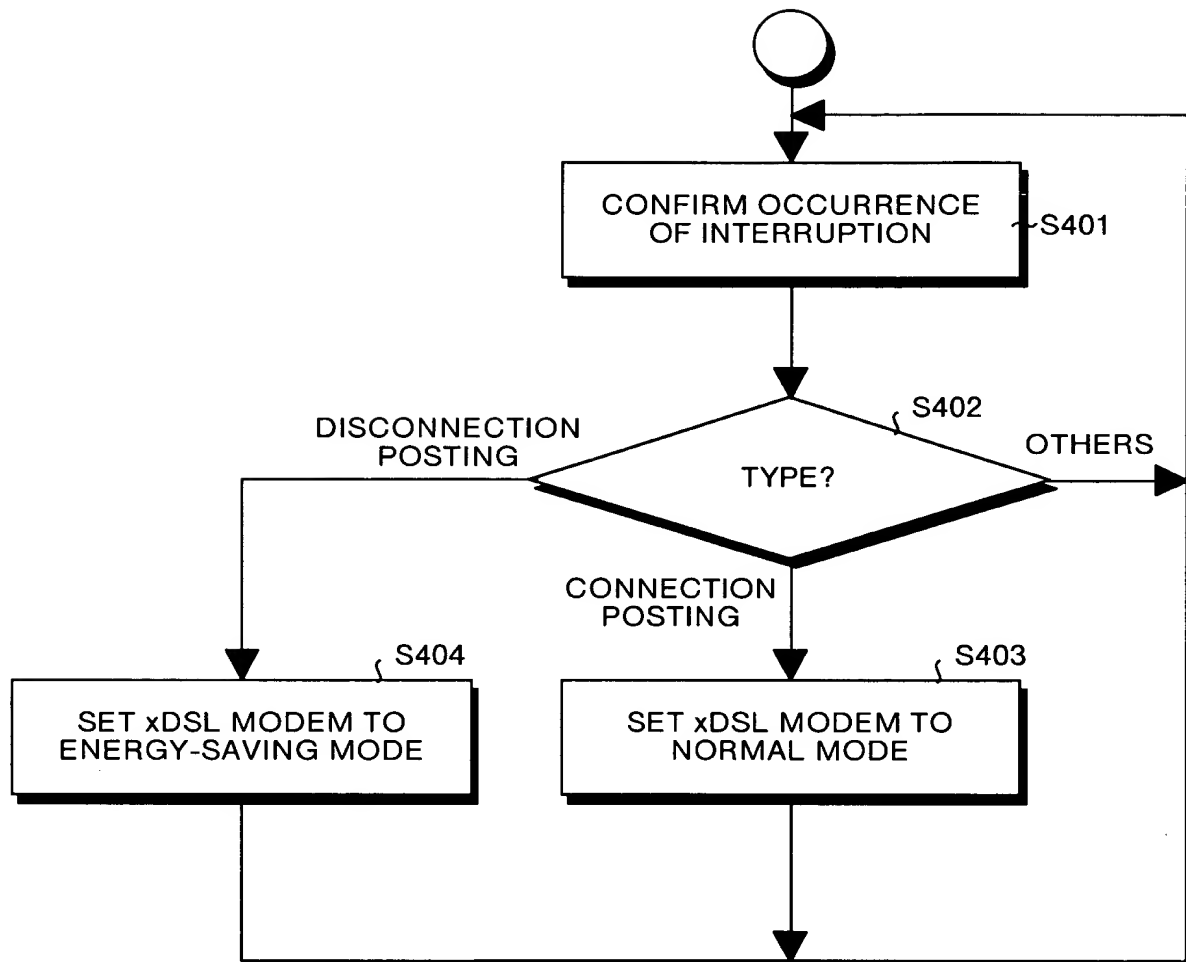 CONFIRM OCCURRENCE
OF INTERRUPTION
S401
S402
DISCONNECTION
POSTING
OTHERS
TYPE?
CONNECTION
POSTING
S404
S403
SET xDSL MODEM TO
ENERGY-SAVING MODE
SET xDSL MODEM TO
NORMAL MODE